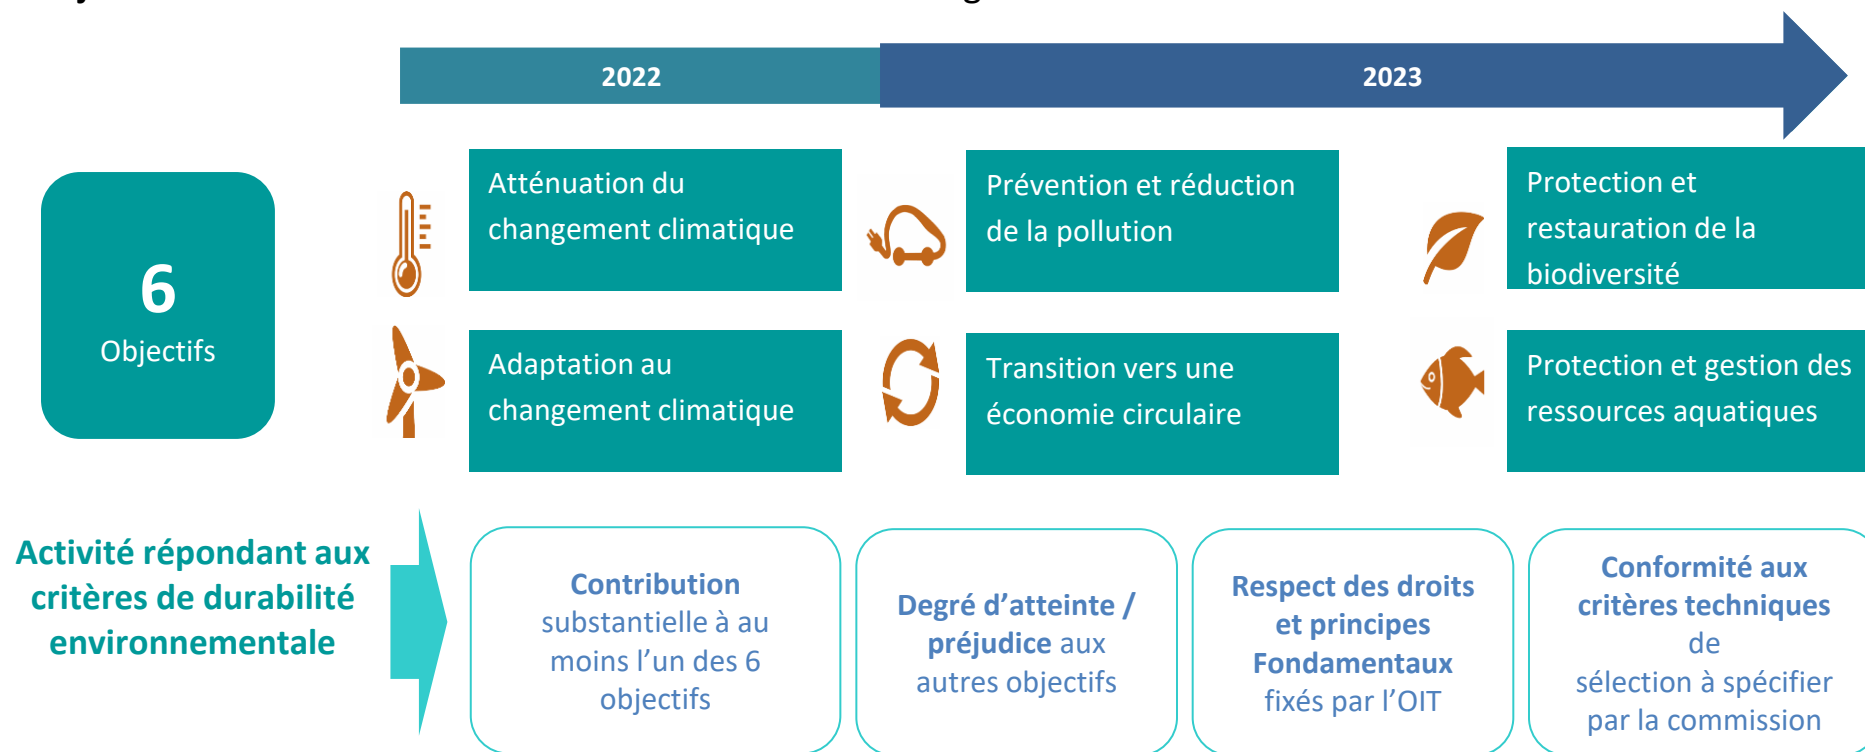 2022
2023
6
Objectifs
Atténuation du
changement climatique
Prévention et réduction
de la pollution
Protection et
restauration de la
biodiversité
Adaptation au
changement climatique
Transition vers une
économie circulaire
Protection et gestion des
ressources aquatiques
Activité répondant aux
critères de durabilité
environnementale
Contribution
substantielle à au
moins l’un des 6
objectifs
Degré d’atteinte /
préjudice aux
autres objectifs
Respect des droits
et principes
Fondamentaux
fixés par l’OIT
Conformité aux
critères techniques
de
sélection à spécifier
par la commission